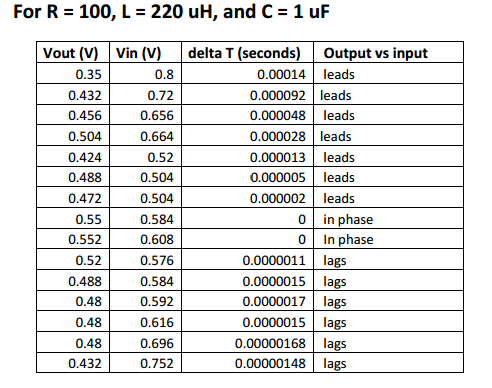 For R = 100, L = 220 uH, and C = 1 uF
Vout (V) Vin (V) delta T (seconds) Output vs input
0.35 0.8 0.00014 leads
0.432 0.72 0.000092 leads
0.456 0.656 0.000048 leads
0.504 0.664 0.000028 leads
0.424 0.52 0.000013 leads
0.488 0.504 0.000005 leads
0.472 0.504 0.000002 leads
0.55 0.584 0 in phase
0.552 0.608 0 In phase
0.52 0.576 0.0000011 lags
0.488 0.584 0.0000015 lags
0.48 0.592 0.0000017 lags
0.48 0.616 0.0000015 lags
0.48 0.696 0.00000168 lags
0.432 0.752 0.00000148 lags